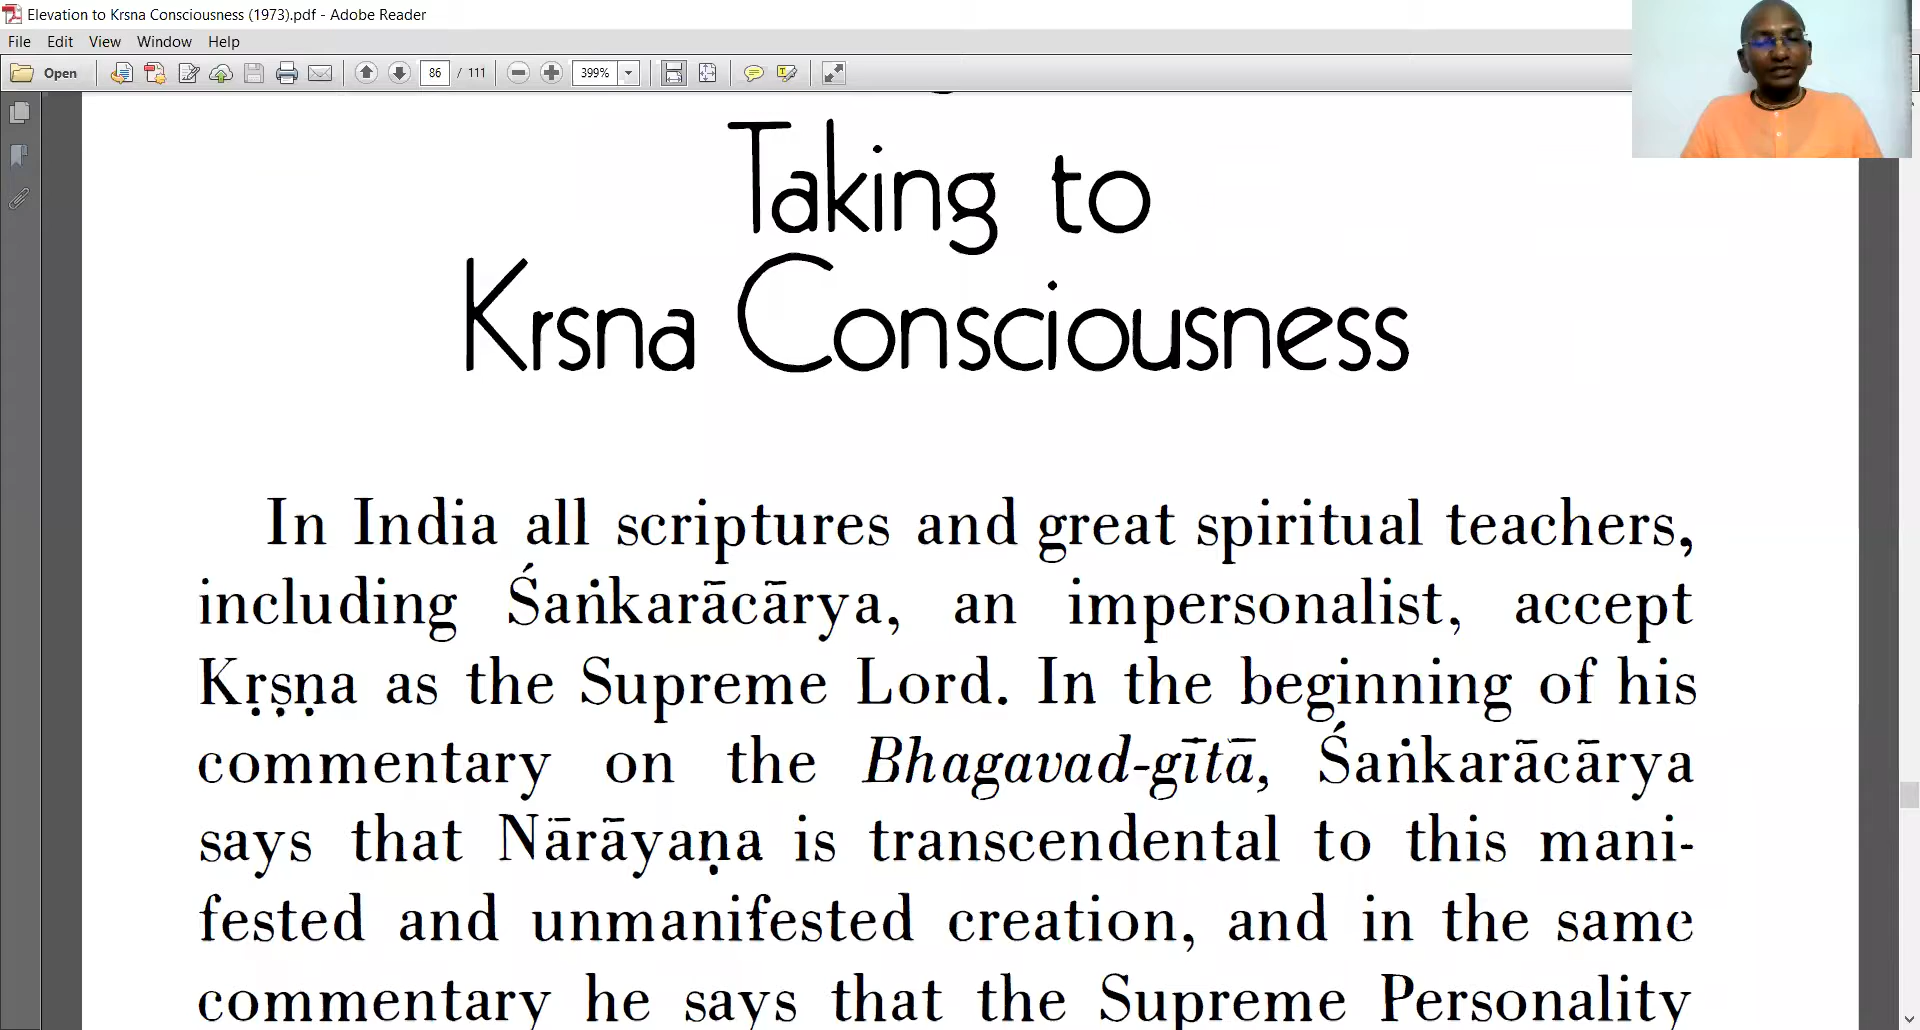 Elevation to Krsna Consciousness (1973).pdf - Adobe Reader
File Edit View Window Help
Open 86 / 111 399%
Taking to
Krsna Consciousness
In India all scriptures and great spiritual teachers,
including Śaṅkarācārya, an impersonalist, accept
Kṛṣṇa as the Supreme Lord. In the beginning of his
commentary on the Bhagavad-gītā, Śaṅkarācārya
says that Nārāyaṇa is transcendental to this mani-
fested and unmanifested creation, and in the same
commentary he says that the Supreme Personality